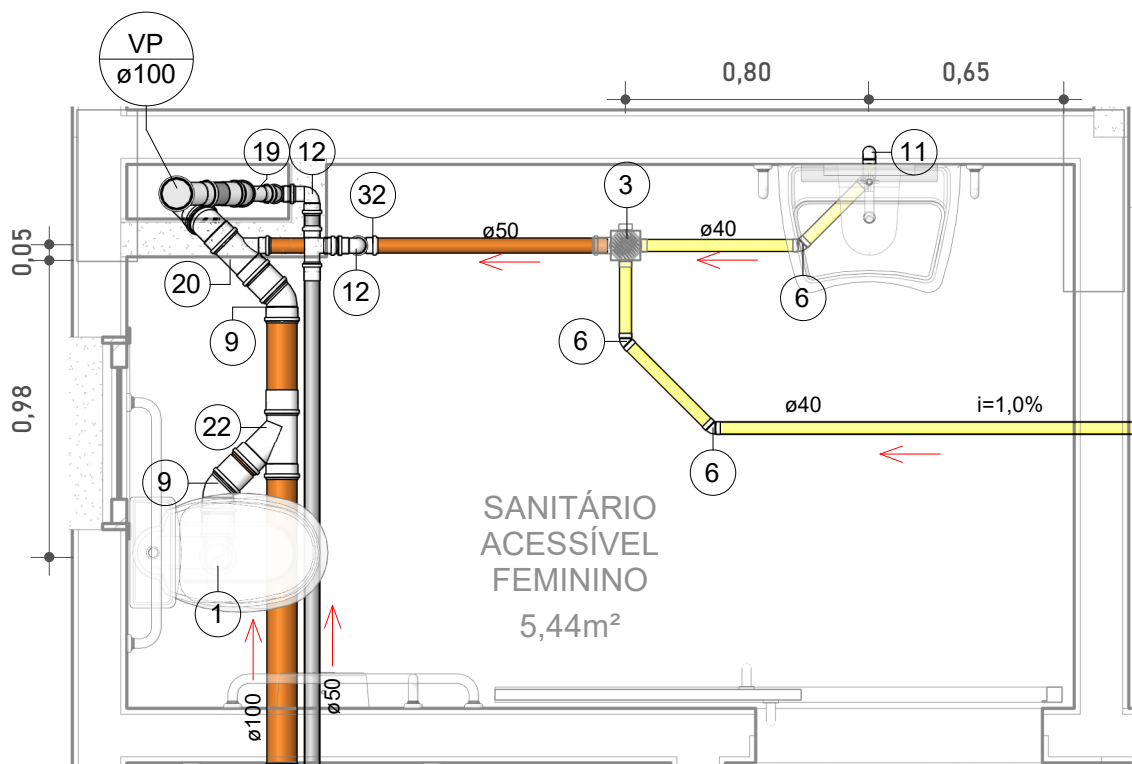 VP
ø100
0,80
0,65
19
12
11
32
3
ø50
ø40
0,05
20
12
6
9
6
0,98
ø40
i=1,0%
22
6
9
SANITÁRIO
ACESSÍVEL
FEMININO
5,44m²
1
ø100
ø50